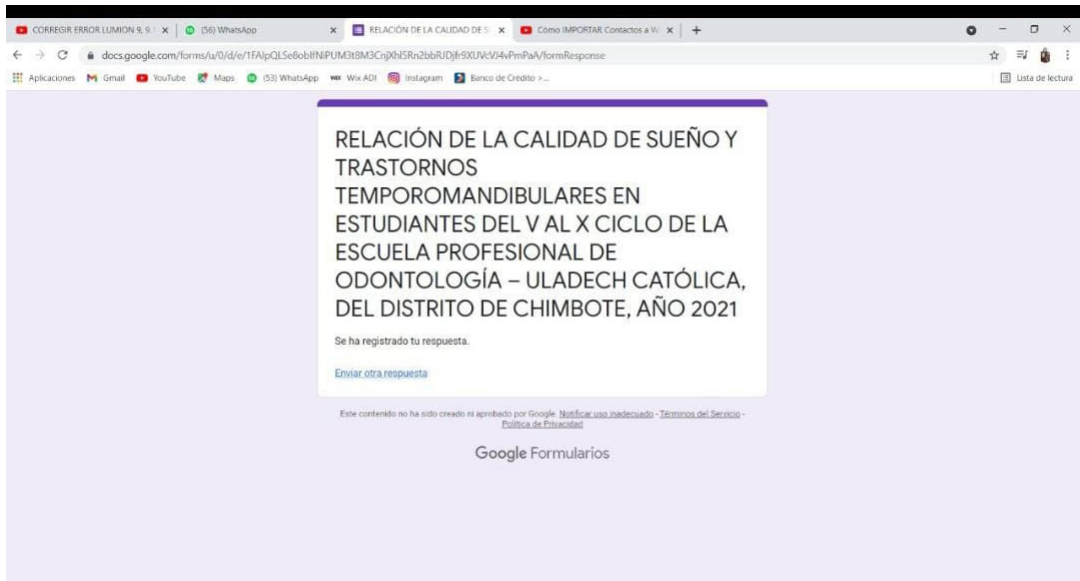 CORREGIR ERROR LUMION 9, 9. (56) WhatsApp RELACIÓN DE LA CALIDAD DE S Cómo IMPORTAR Contactos a W
docs.google.com/forms/u/0/d/e/
Aplicaciones Gmail YouTube Maps (53) WhatsApp WIX Wix ADI Instagram Banco de Crédito >... Lista de lectura
RELACIÓN DE LA CALIDAD DE SUEÑO Y
TRASTORNOS
TEMPOROMANDIBULARES EN
ESTUDIANTES DEL V AL X CICLO DE LA
ESCUELA PROFESIONAL DE
ODONTOLOGÍA – ULADECH CATÓLICA,
DEL DISTRITO DE CHIMBOTE, AÑO 2021
Se ha registrado tu respuesta.
Enviar otra respuesta
Este contenido no ha sido creado ni aprobado por Google. Notificar uso inadecuado - Términos del Servicio -
Política de Privacidad
Google Formularios